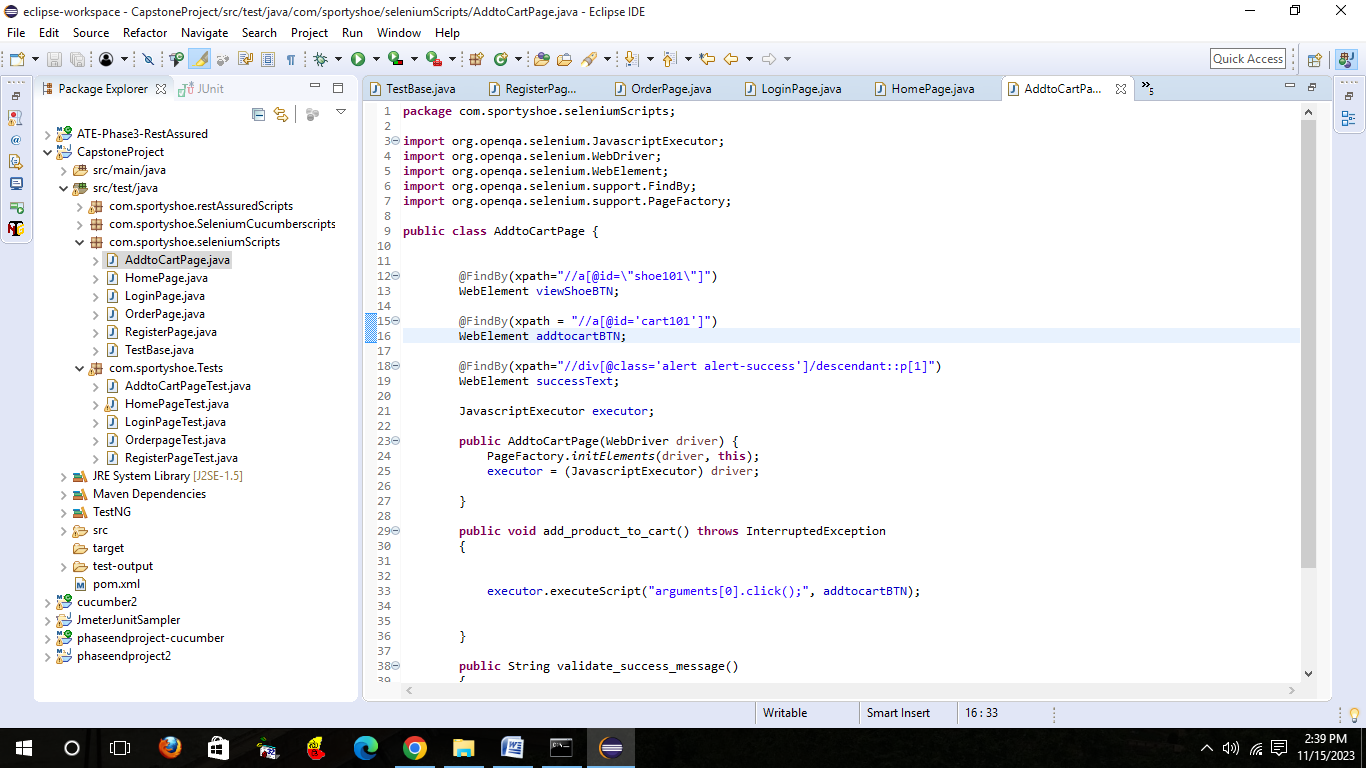 eclipse-workspace - CapstoneProject/src/test/java/com/sportyshoe/seleniumScripts/AddtoCartPage.java - Eclipse IDE
File Edit Source Refactor Navigate Search Project Run Window Help
Quick Access
Package Explorer JUnit
TestBase.java RegisterPag... OrderPage.java LoginPage.java HomePage.java AddtoCartPa... »5
ATE-Phase3-RestAssured
CapstoneProject
src/main/java
src/test/java
com.sportyshoe.restAssuredScripts
com.sportyshoe.SeleniumCucumberscripts
com.sportyshoe.seleniumScripts
AddtoCartPage.java
HomePage.java
LoginPage.java
OrderPage.java
RegisterPage.java
TestBase.java
com.sportyshoe.Tests
AddtoCartPageTest.java
HomePageTest.java
LoginPageTest.java
OrderpageTest.java
RegisterPageTest.java
JRE System Library [J2SE-1.5]
Maven Dependencies
TestNG
src
target
test-output
pom.xml
cucumber2
JmeterJunitSampler
phaseendproject-cucumber
phaseendproject2
1 package com.sportyshoe.seleniumScripts;
2
3 import org.openqa.selenium.JavascriptExecutor;
4 import org.openqa.selenium.WebDriver;
5 import org.openqa.selenium.WebElement;
6 import org.openqa.selenium.support.FindBy;
7 import org.openqa.selenium.support.PageFactory;
8
9 public class AddtoCartPage {
10
11
12 @FindBy(xpath="//a[@id=\"shoe101\"]")
13 WebElement viewShoeBTN;
14
15 @FindBy(xpath = "//a[@id='cart101']")
16 WebElement addtocartBTN;
17
18 @FindBy(xpath="//div[@class='alert alert-success']/descendant::p[1]")
19 WebElement successText;
20
21 JavascriptExecutor executor;
22
23 public AddtoCartPage(WebDriver driver) {
24 PageFactory.initElements(driver, this);
25 executor = (JavascriptExecutor) driver;
26
27 }
28
29 public void add_product_to_cart() throws InterruptedException
30 {
31
32
33 executor.executeScript("arguments[0].click();", addtocartBTN);
34
35
36 }
37
38 public String validate_success_message()
39 {
Writable Smart Insert 16 : 33
2:39 PM
11/15/2023